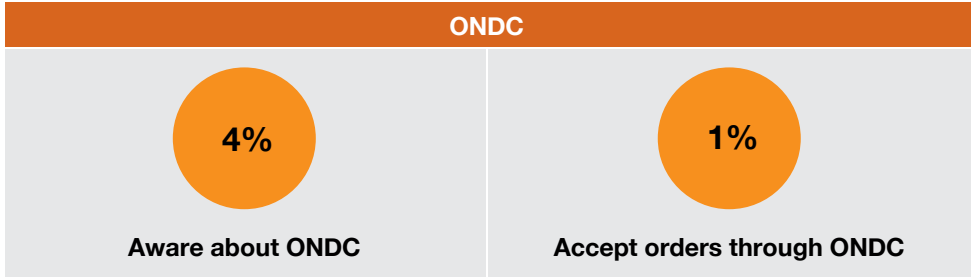 ONDC
4%
1%
Aware about ONDC
Accept orders through ONDC